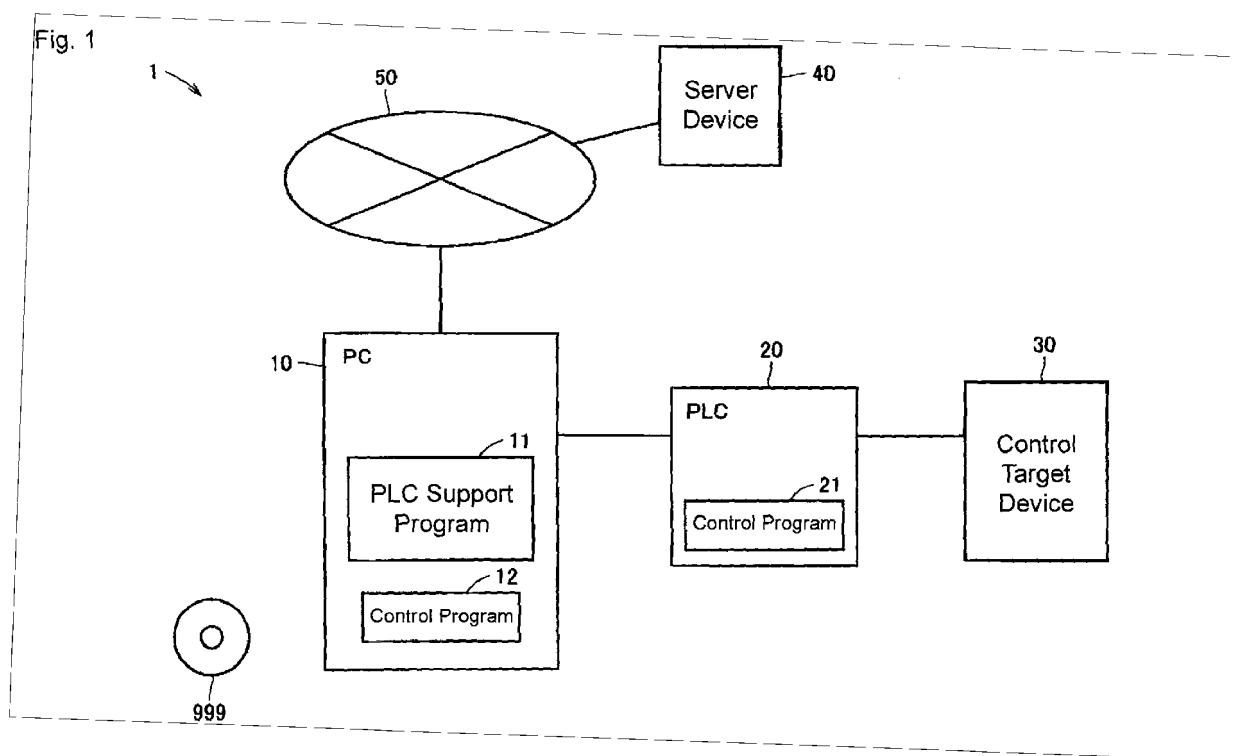 Fig. 1
1
50
40
Server
Device
10
PC
20
30
PLC
11
PLC Support
Program
21
Control Program
Control
Target
Device
12
Control Program
999